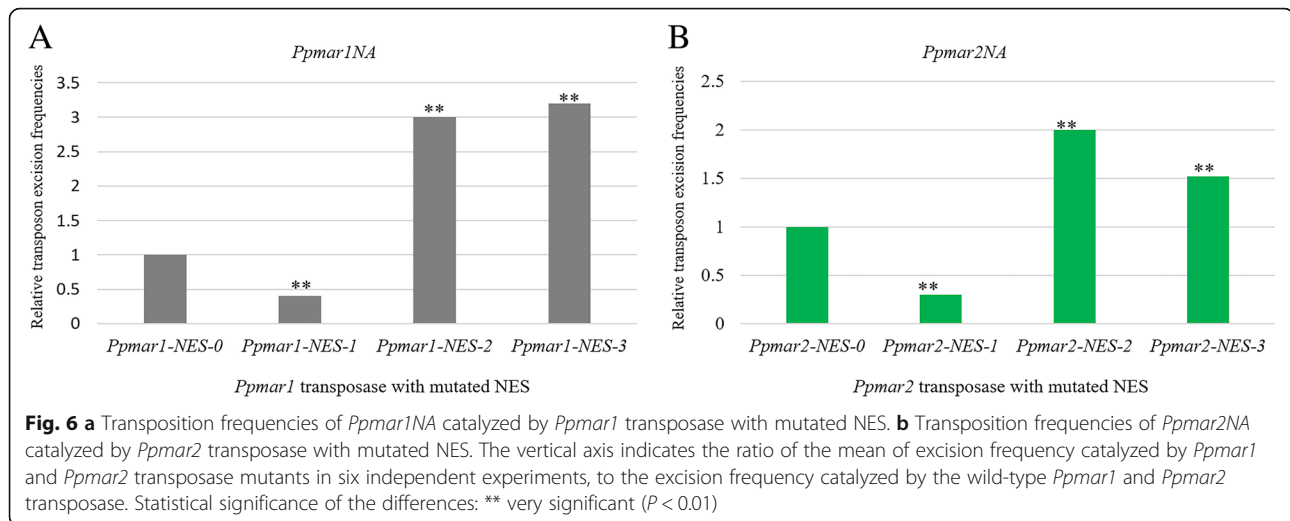 A
Ppmar1NA
Relative transposon excision frequencies
3.5
3
2.5
2
1.5
1
0.5
0
**
**
**
Ppmar1-NES-0 Ppmar1-NES-1 Ppmar1-NES-2 Ppmar1-NES-3
Ppmar1 transposase with mutated NES
B
Ppmar2NA
Relative transposon excision frequencies
2.5
2
1.5
1
0.5
0
**
**
**
Ppmar2-NES-0 Ppmar2-NES-1 Ppmar2-NES-2 Ppmar2-NES-3
Ppmar2 transposase with mutated NES
Fig. 6 a Transposition frequencies of Ppmar1NA catalyzed by Ppmar1 transposase with mutated NES. b Transposition frequencies of Ppmar2NA
catalyzed by Ppmar2 transposase with mutated NES. The vertical axis indicates the ratio of the mean of excision frequency catalyzed by Ppmar1
and Ppmar2 transposase mutants in six independent experiments, to the excision frequency catalyzed by the wild-type Ppmar1 and Ppmar2
transposase. Statistical significance of the differences: ** very significant (P < 0.01)